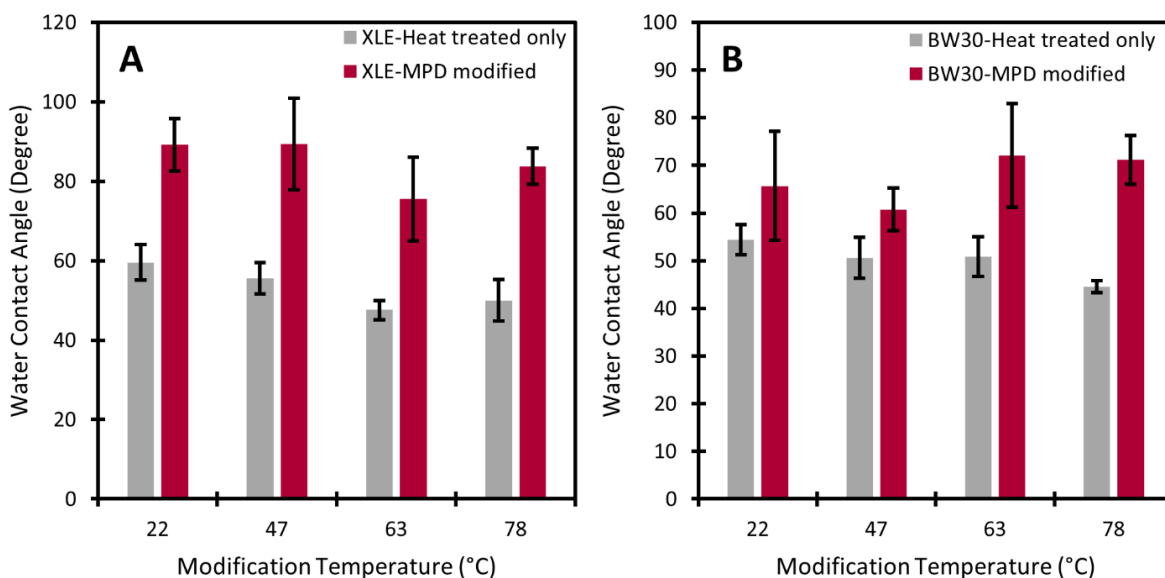 A
XLE-Heat treated only
XLE-MPD modified
Water Contact Angle (Degree)
120
100
80
60
40
20
0
22 47 63 78
Modification Temperature (°C)
B
BW30-Heat treated only
BW30-MPD modified
Water Contact Angle (Degree)
100
90
80
70
60
50
40
30
20
10
0
22 47 63 78
Modification Temperature (°C)